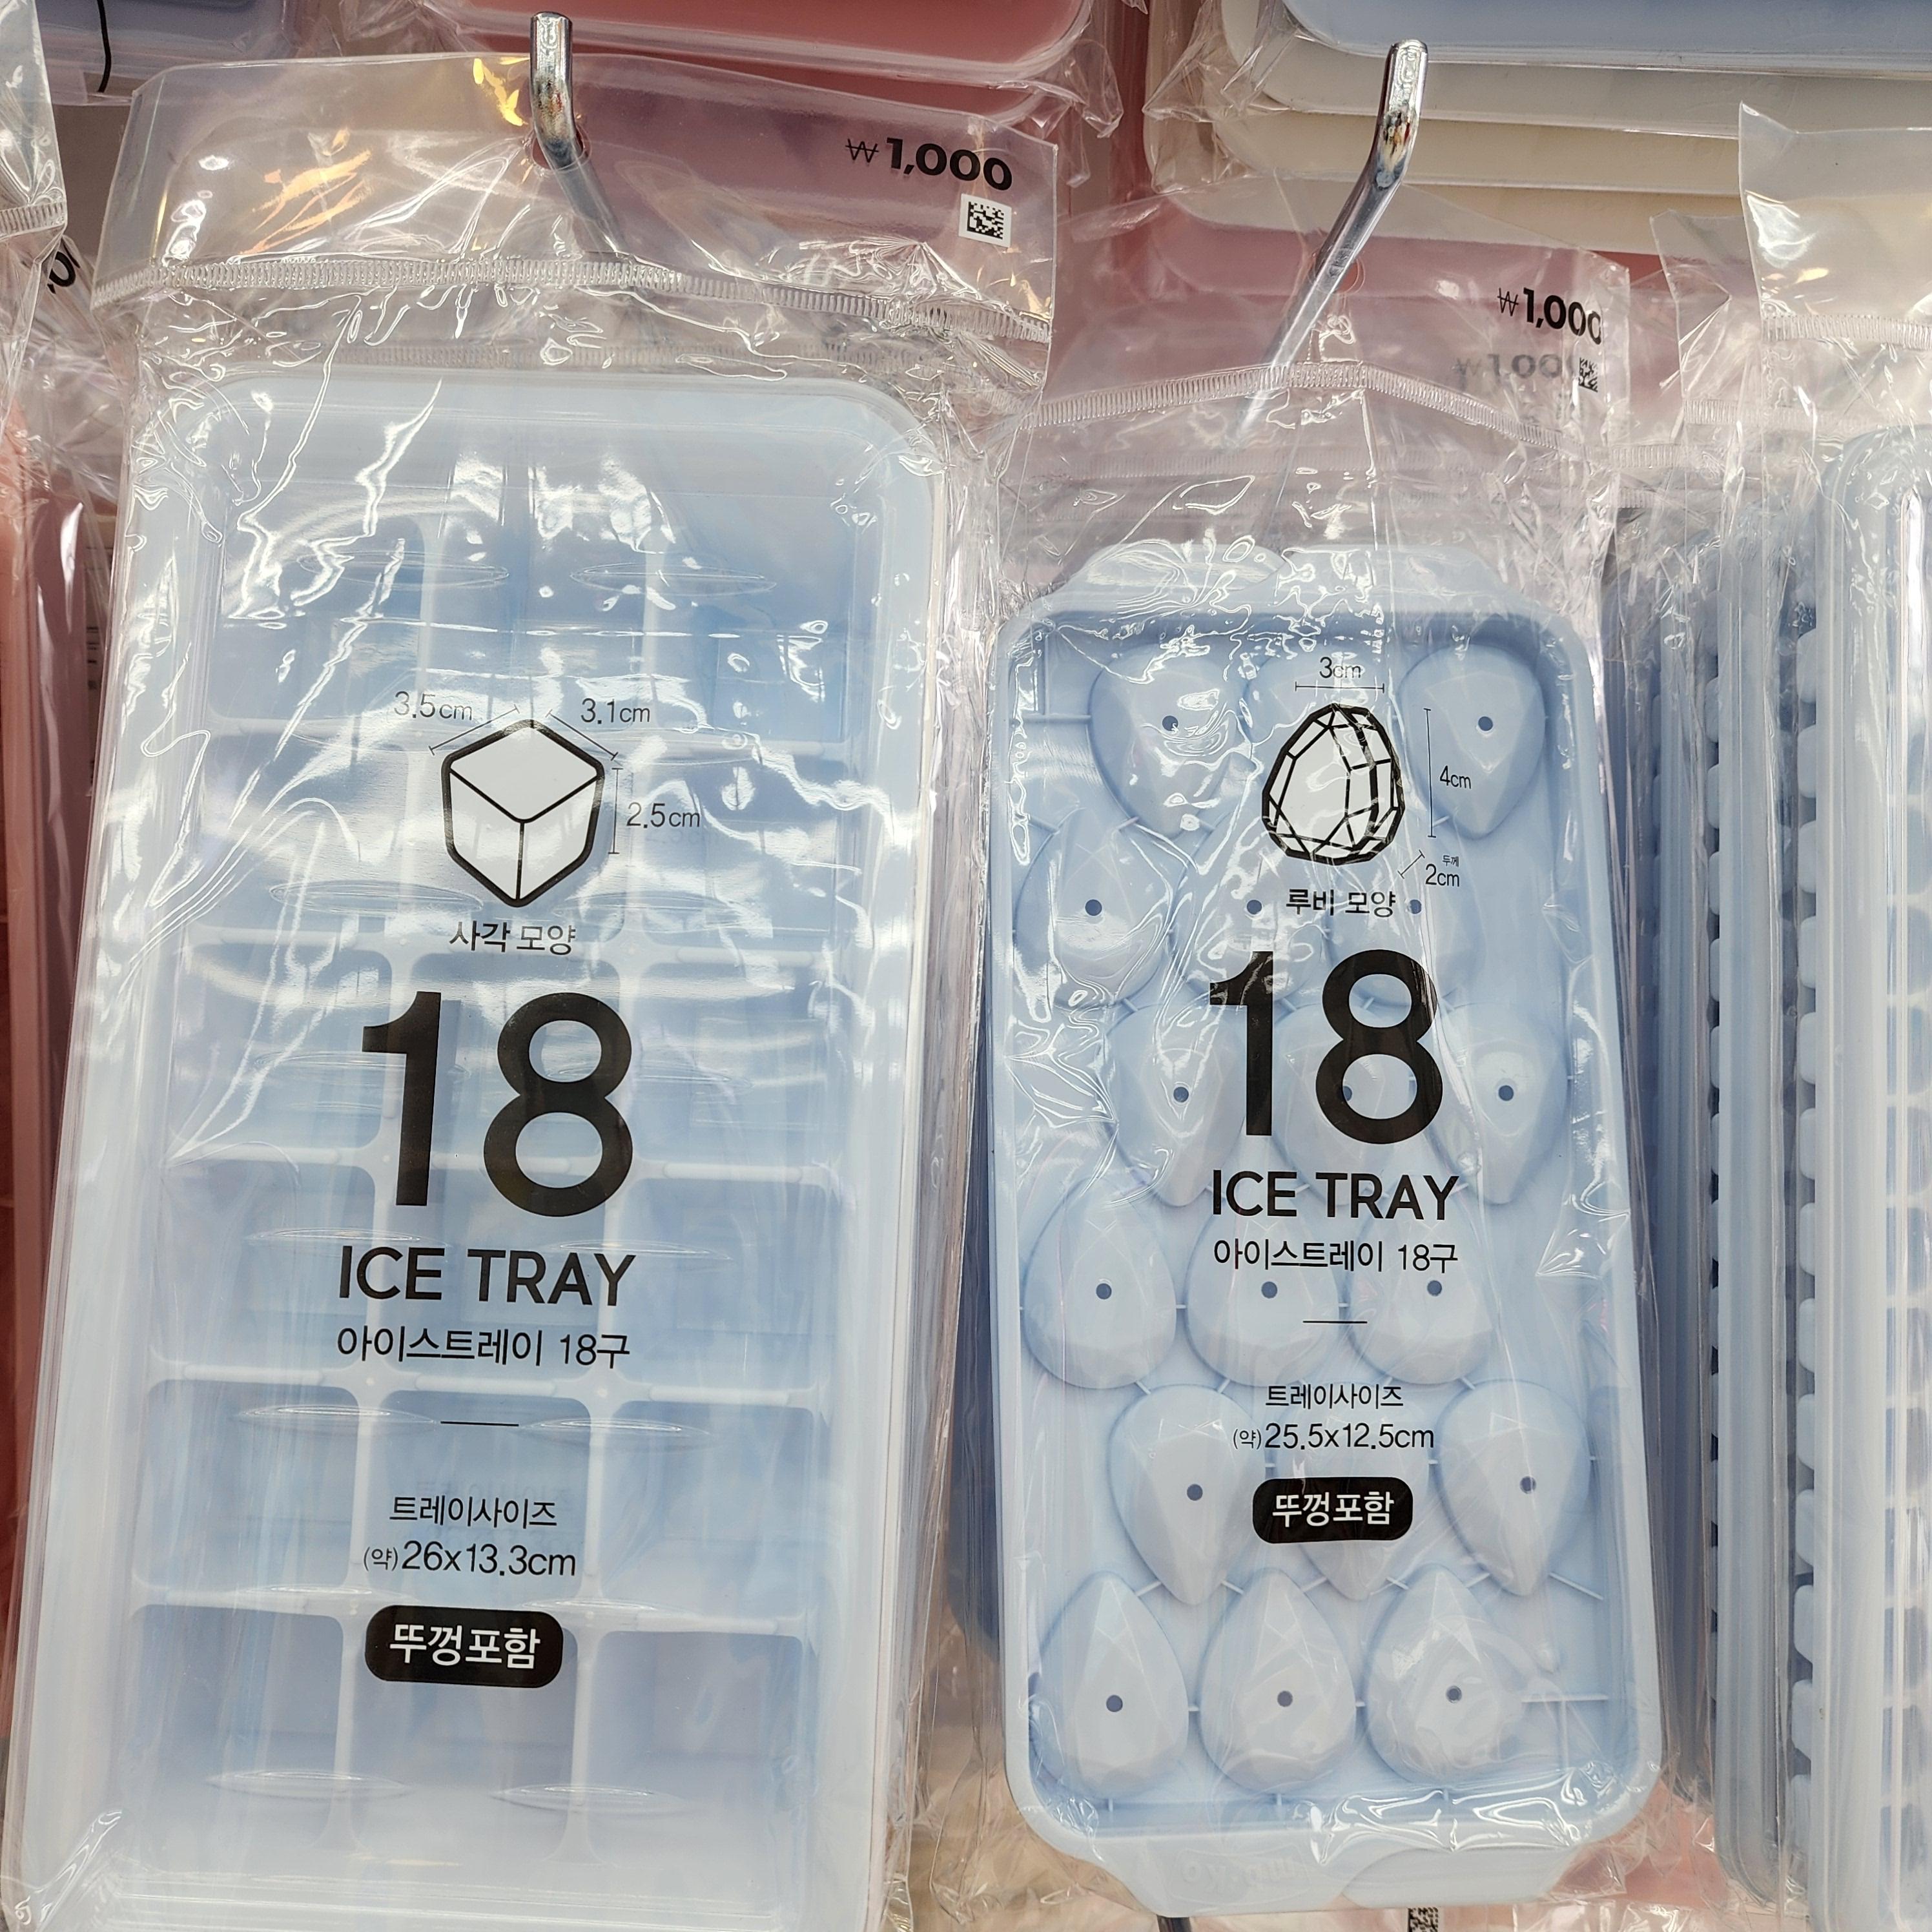 ₩1,000
3.5cm
3.1cm
2.5cm
사각 모양
18
ICE TRAY
아이스트레이 18구
트레이사이즈
(약)26x13.3cm
뚜껑포함
₩1,000
₩1,000
3cm
4cm
두께
2cm
루비 모양
18
ICE TRAY
아이스트레이 18구
트레이사이즈
(약)25.5x12.5cm
뚜껑포함